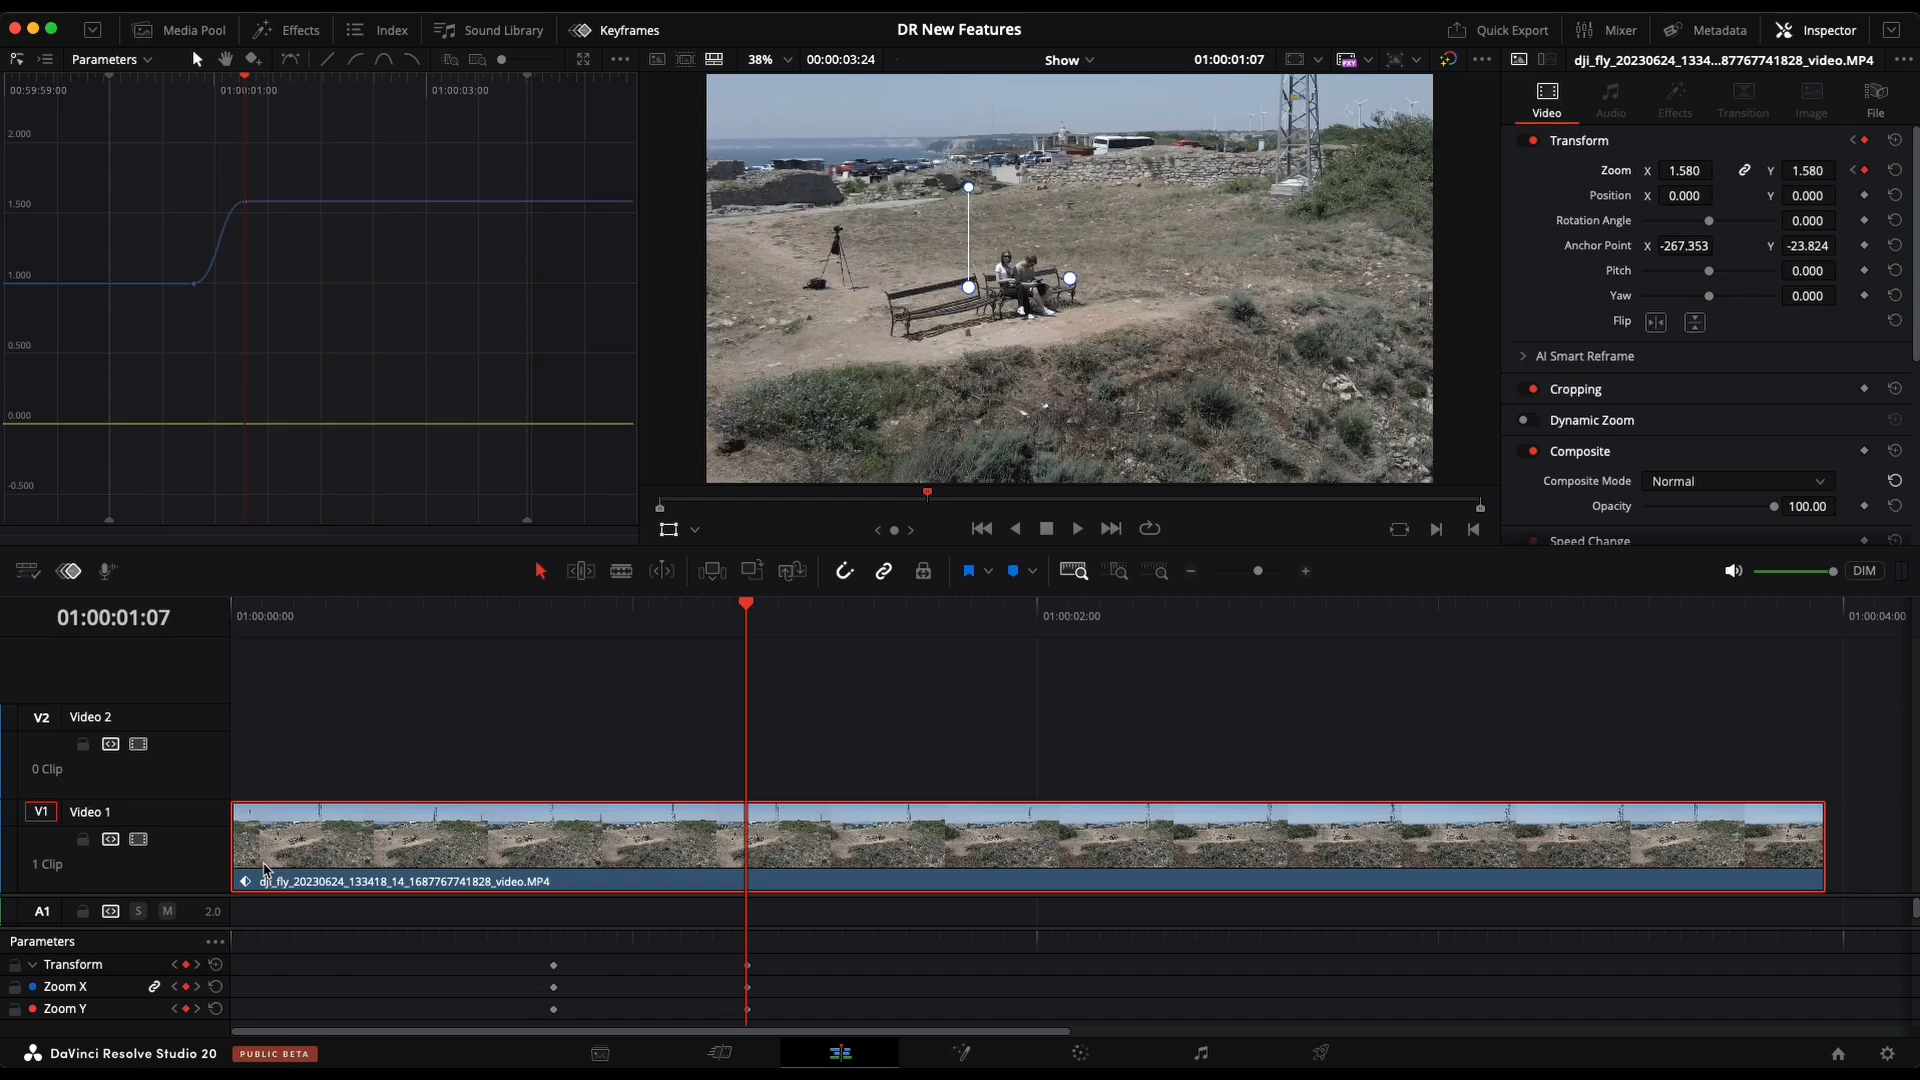 Media Pool
Effects
Index
Sound Library
Keyframes
DR New Features
Quick Export
Mixer
Metadata
Inspector
Parameters
38%
00:00:03:24
Show
01:00:01:07
PXY
dji_fly_20230624_1334...87767741828_video.MP4
00:59:59:00
01:00:01:00
01:00:03:00
2.000
1.500
1.000
0.500
0.000
-0.500
Video
Audio
Effects
Transition
Image
File
Transform
Zoom X 1.580 Y 1.580
Position X 0.000 Y 0.000
Rotation Angle 0.000
Anchor Point X -267.353 Y -23.824
Pitch 0.000
Yaw 0.000
Flip
AI Smart Reframe
Cropping
Dynamic Zoom
Composite
Composite Mode Normal
Opacity 100.00
Speed Change
DIM
01:00:01:07
01:00:00:00
01:00:02:00
01:00:04:00
V2 Video 2
0 Clip
V1 Video 1
1 Clip
dji_fly_20230624_133418_14_1687767741828_video.MP4
A1 S M 2.0
Parameters
Transform
Zoom X
Zoom Y
DaVinci Resolve Studio 20 PUBLIC BETA